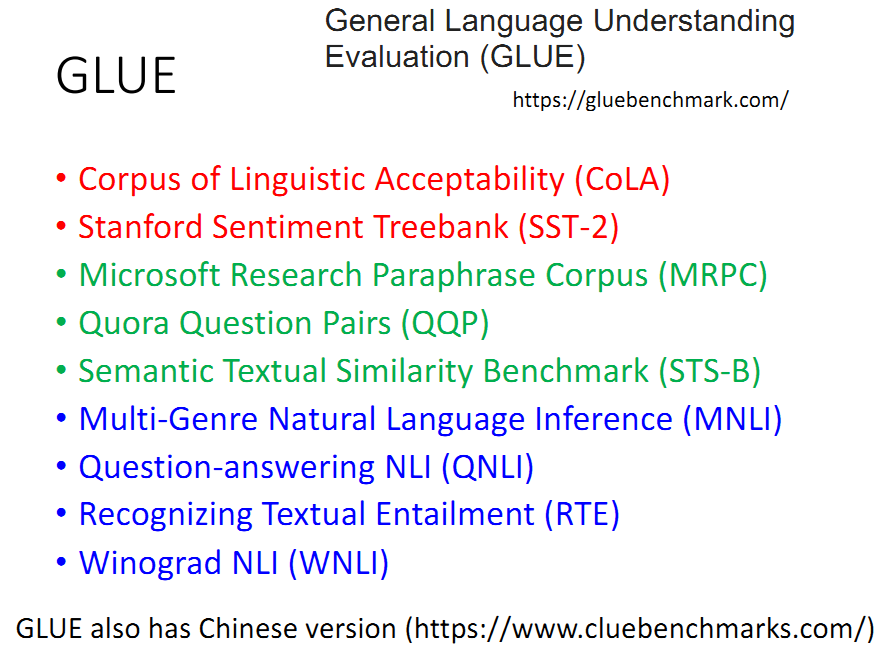 GLUE
General Language Understanding
Evaluation (GLUE)
https://gluebenchmark.com/
• Corpus of Linguistic Acceptability (CoLA)
• Stanford Sentiment Treebank (SST-2)
• Microsoft Research Paraphrase Corpus (MRPC)
• Quora Question Pairs (QQP)
• Semantic Textual Similarity Benchmark (STS-B)
• Multi-Genre Natural Language Inference (MNLI)
• Question-answering NLI (QNLI)
• Recognizing Textual Entailment (RTE)
• Winograd NLI (WNLI)
GLUE also has Chinese version (https://www.cluebenchmarks.com/)